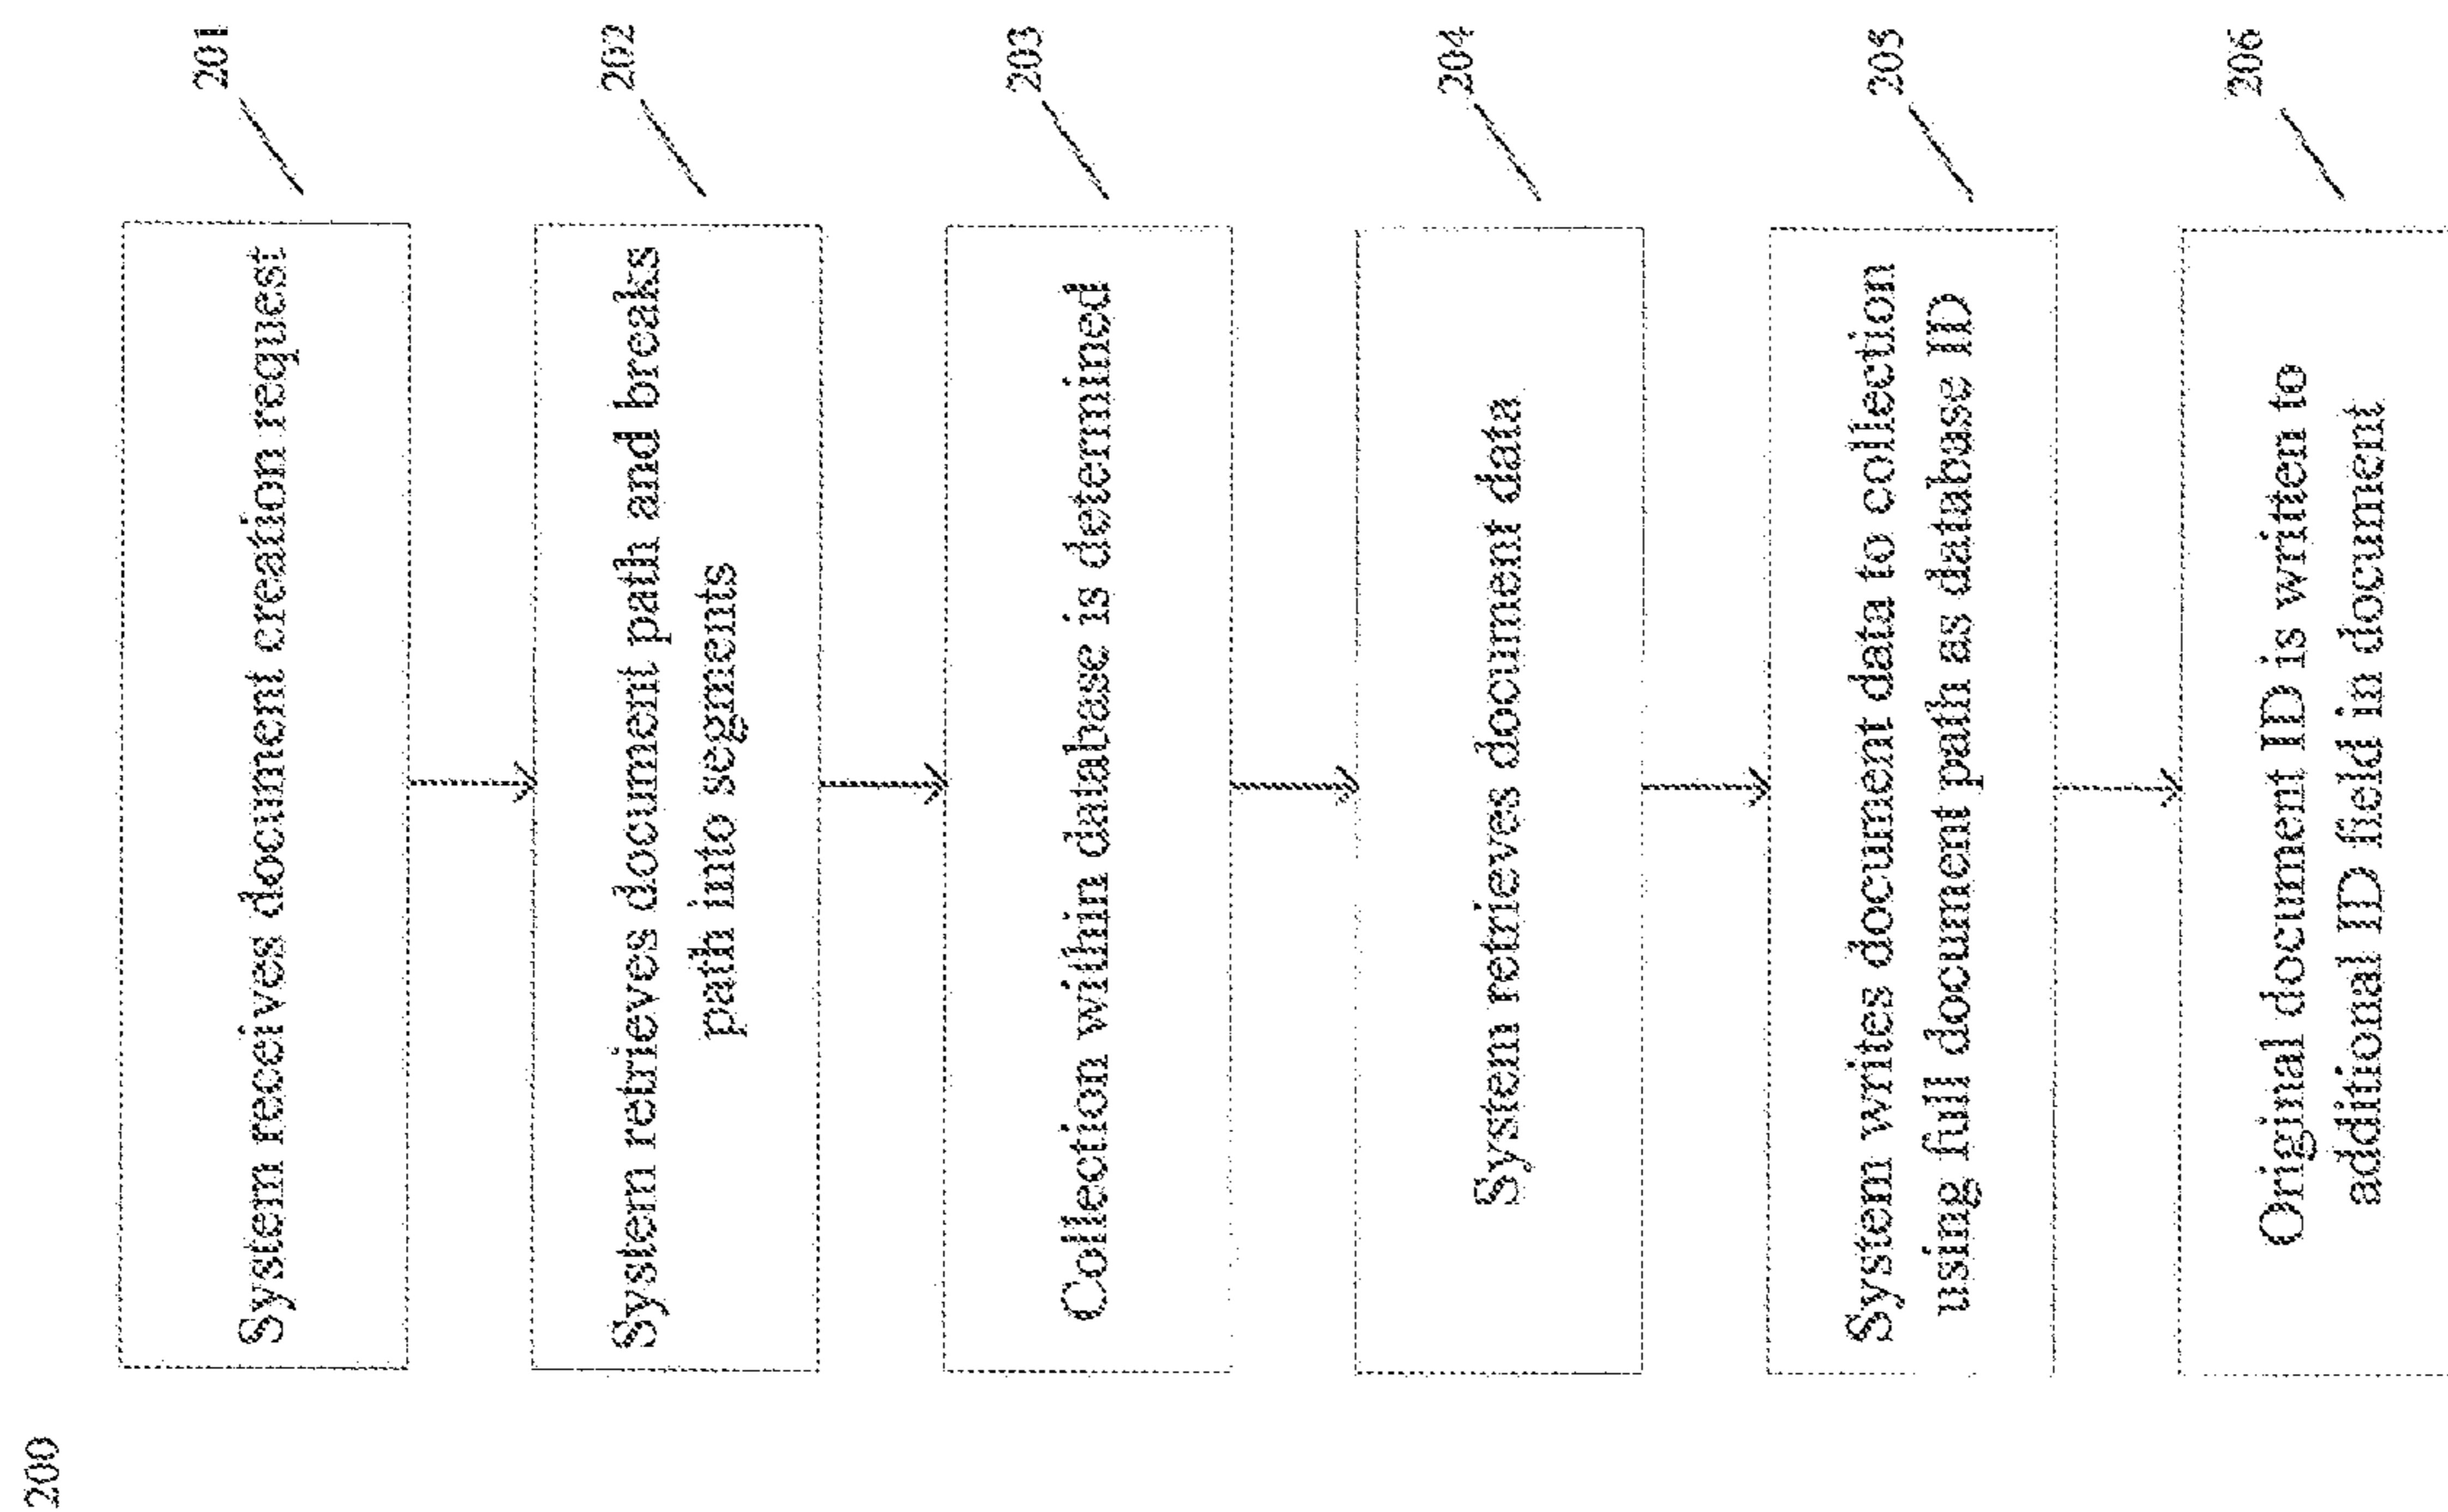 200
System receives document creation request
201
System retrieves document path and breaks
path into segments
202
Collection within database is determined
203
System retrieves document data
204
System writes document data to collection
using full document path as database ID
205
Original document ID is written to
additional ID field in document
206